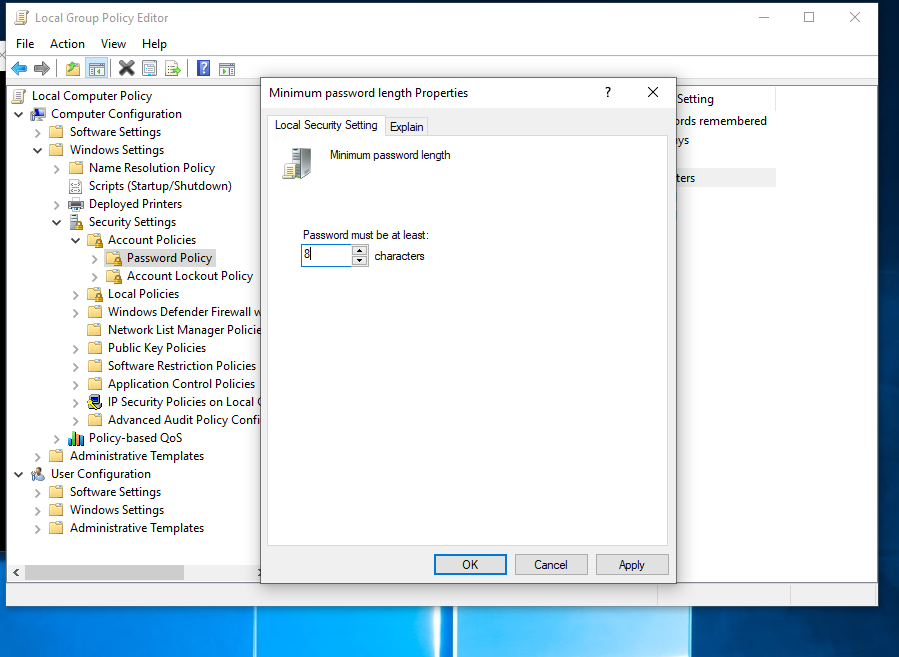 Local Group Policy Editor
File Action View Help
Local Computer Policy
Computer Configuration
Software Settings
Windows Settings
Name Resolution Policy
Scripts (Startup/Shutdown)
Deployed Printers
Security Settings
Account Policies
Password Policy
Account Lockout Policy
Local Policies
Windows Defender Firewall w
Network List Manager Policie
Public Key Policies
Software Restriction Policies
Application Control Policies
IP Security Policies on Local C
Advanced Audit Policy Confi
Policy-based QoS
Administrative Templates
User Configuration
Software Settings
Windows Settings
Administrative Templates
Minimum password length Properties
?
Local Security Setting Explain
Minimum password length
Password must be at least:
8 characters
OK Cancel Apply
Setting
ords remembered
ys
ters